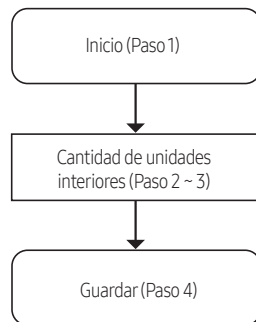 Inicio (Paso 1)
Cantidad de unidades
interiores (Paso 2 ~ 3)
Guardar (Paso 4)